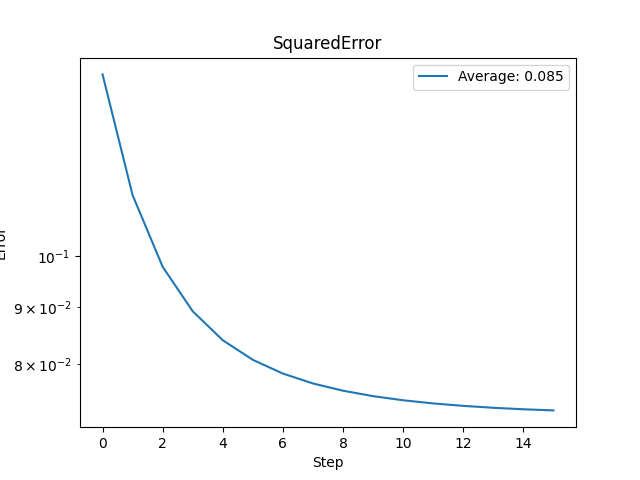 SquaredError
Average: 0.085
Error
10⁻¹
9 × 10⁻²
8 × 10⁻²
0 2 4 6 8 10 12 14
Step